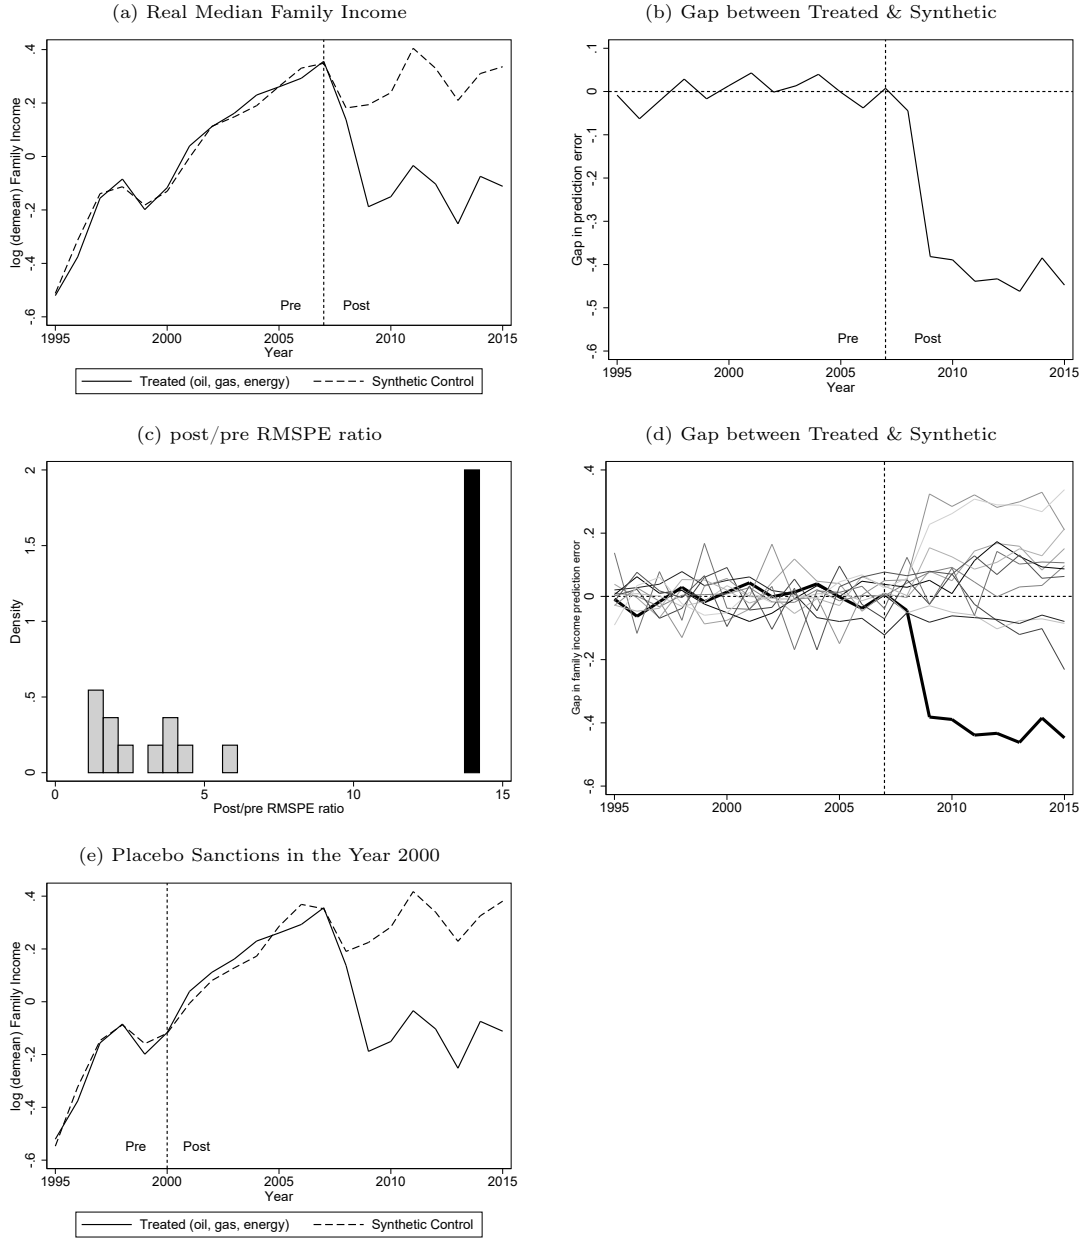 (a) Real Median Family Income
log (demean) Family Income
.4
.2
0
-.2
-.4
-.6
Pre
Post
1995
2000
2005
2010
2015
Year
Treated (oil, gas, energy)
Synthetic Control
(b) Gap between Treated & Synthetic
Gap in prediction error
.1
0
-.1
-.2
-.3
-.4
-.5
-.6
Pre
Post
1995
2000
2005
2010
2015
Year
(c) post/pre RMSPE ratio
Density
2
1.5
1
.5
0
0
5
10
15
Post/pre RMSPE ratio
(d) Gap between Treated & Synthetic
Gap in family income prediction error
.4
.2
0
-.2
-.4
-.6
1995
2000
2005
2010
2015
(e) Placebo Sanctions in the Year 2000
log (demean) Family Income
.4
.2
0
-.2
-.4
-.6
Pre
Post
1995
2000
2005
2010
2015
Year
Treated (oil, gas, energy)
Synthetic Control